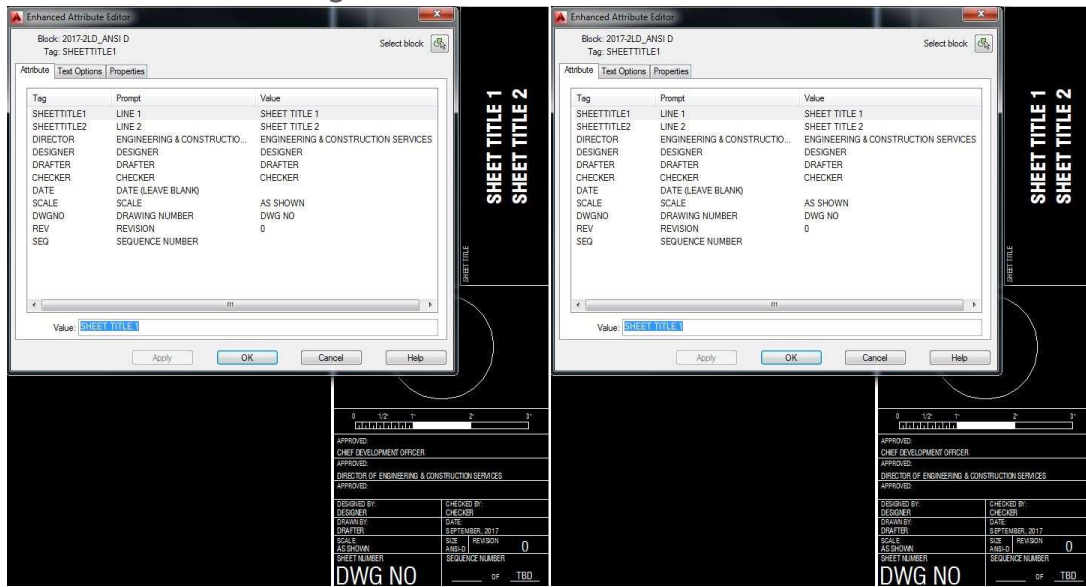 Enhanced Attribute Editor
Block: 2017-2LD_ANSI D
Tag: SHEETTITLE1
Select block
Attribute Text Options Properties
Tag Prompt Value
SHEETTITLE1 LINE 1 SHEET TITLE 1
SHEETTITLE2 LINE 2 SHEET TITLE 2
DIRECTOR ENGINEERING & CONSTRUCTIO... ENGINEERING & CONSTRUCTION SERVICES
DESIGNER DESIGNER DESIGNER
DRAFTER DRAFTER DRAFTER
CHECKER CHECKER CHECKER
DATE DATE (LEAVE BLANK)
SCALE SCALE AS SHOWN
DWGNO DRAWING NUMBER DWG NO
REV REVISION 0
SEQ SEQUENCE NUMBER
Value: SHEET TITLE 1
Apply OK Cancel Help
SHEET TITLE 1
SHEET TITLE 2
SHEET TITLE
0 1/2" 1" 2" 3"
APPROVED:
CHIEF DEVELOPMENT OFFICER
APPROVED:
DIRECTOR OF ENGINEERING & CONSTRUCTION SERVICES
APPROVED:
DESIGNED BY: CHECKED BY:
DESIGNER CHECKER
DRAWN BY: DATE
DRAFTER SEPTEMBER, 2017
SCALE SIZE REVISION
AS SHOWN ANSI-D 0
SHEET NUMBER SEQUENCE NUMBER
DWG NO OF TBD
Enhanced Attribute Editor
Block: 2017-2LD_ANSI D
Tag: SHEETTITLE1
Select block
Attribute Text Options Properties
Tag Prompt Value
SHEETTITLE1 LINE 1 SHEET TITLE 1
SHEETTITLE2 LINE 2 SHEET TITLE 2
DIRECTOR ENGINEERING & CONSTRUCTIO... ENGINEERING & CONSTRUCTION SERVICES
DESIGNER DESIGNER DESIGNER
DRAFTER DRAFTER DRAFTER
CHECKER CHECKER CHECKER
DATE DATE (LEAVE BLANK)
SCALE SCALE AS SHOWN
DWGNO DRAWING NUMBER DWG NO
REV REVISION 0
SEQ SEQUENCE NUMBER
Value: SHEET TITLE 1
Apply OK Cancel Help
SHEET TITLE 1
SHEET TITLE 2
SHEET TITLE
0 1/2" 1" 2" 3"
APPROVED:
CHIEF DEVELOPMENT OFFICER
APPROVED:
DIRECTOR OF ENGINEERING & CONSTRUCTION SERVICES
APPROVED:
DESIGNED BY: CHECKED BY:
DESIGNER CHECKER
DRAWN BY: DATE
DRAFTER SEPTEMBER, 2017
SCALE SIZE REVISION
AS SHOWN ANSI-D 0
SHEET NUMBER SEQUENCE NUMBER
DWG NO OF TBD